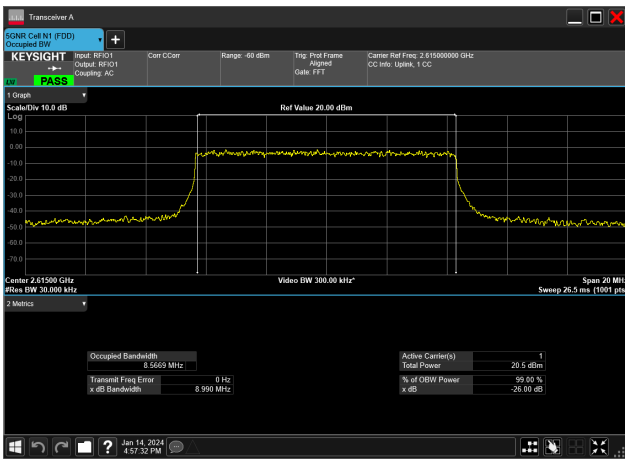 Transceiver A
5GNR Cell N1 (FDD)
Occupied BW
KEYSIGHT
LNI
PASS
Input: RFIO1
Output: RFIO1
Coupling: AC
Corr CCorr
Range: -60 dBm
Trig: Prot Frame
Aligned
Gate: FFT
Carrier Ref Freq: 2.615000000 GHz
CC Info: Uplink, 1 CC
1 Graph
Scale/Div 10.0 dB
Ref Value 20.00 dBm
Log
10.0
0.00
-10.0
-20.0
-30.0
-40.0
-50.0
-60.0
-70.0
Center 2.61500 GHz
Video BW 300.00 kHz*
Span 20 MHz
#Res BW 30.000 kHz
Sweep 26.5 ms (1001 pts
2 Metrics
Occupied Bandwidth
8.5669 MHz
Transmit Freq Error 0 Hz
x dB Bandwidth 8.990 MHz
Active Carrier(s) 1
Total Power 20.5 dBm
% of OBW Power 99.00 %
x dB -26.00 dB
?
Jan 14, 2024
4:57:32 PM